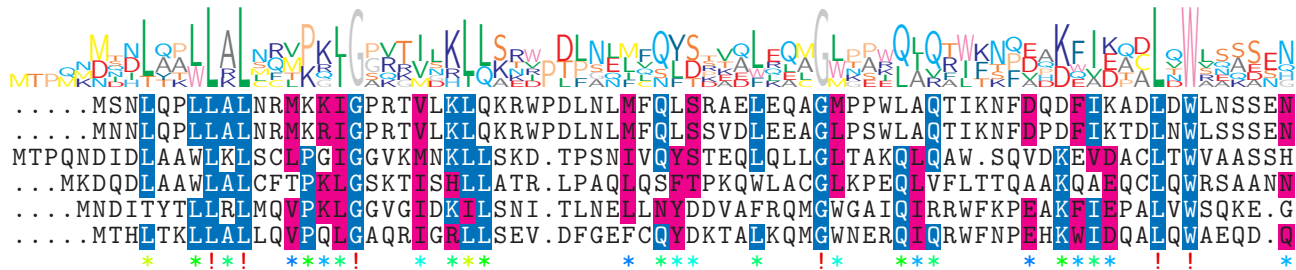 .....MSNLQPLLALNRMKKIGPRTVLKLQKRWPDLNLMFQLSRAELEQAGMPPWLAQTIKNFDQDFIKADLDWLNSSEN
.....MNNLQPLLALNRMKRIGPRTVLKLQKRWPDLNLMFQLSSVDLEEAGLPSWLAQTIKNFDPDFIKTDLNWLSSSEN
MTPQNDIDLAAWLKLSCLPGIGGVKMNKLLSKD.TPSNIVQYSTEQLQLLGLTAKQLQAW.SQVDKEVDACLTWVAASSH
...MKDQDLAAWLALCFTPKLGSKTISHLLATR.LPAQLQSFTPKQWLACGLKPEQLVFLTTQAAKQAEQCLQWRSAANN
....MNDITYTLLRLMQVPKLGGVGIDKILSNI.TLNELLNYDDVAFRQMGWGAIQIRRWFKPEAKFIEPALVWSQKE.G
.....MTHLTKLLALLQVPQLGAQRIGRLLSEV.DFGEFCQYDKTALKQMGWNERQIQRWFNPEHKWIDQALQWAEQD.Q
* *!*! ****! * *** * *** * !* *** * **** ! ! *